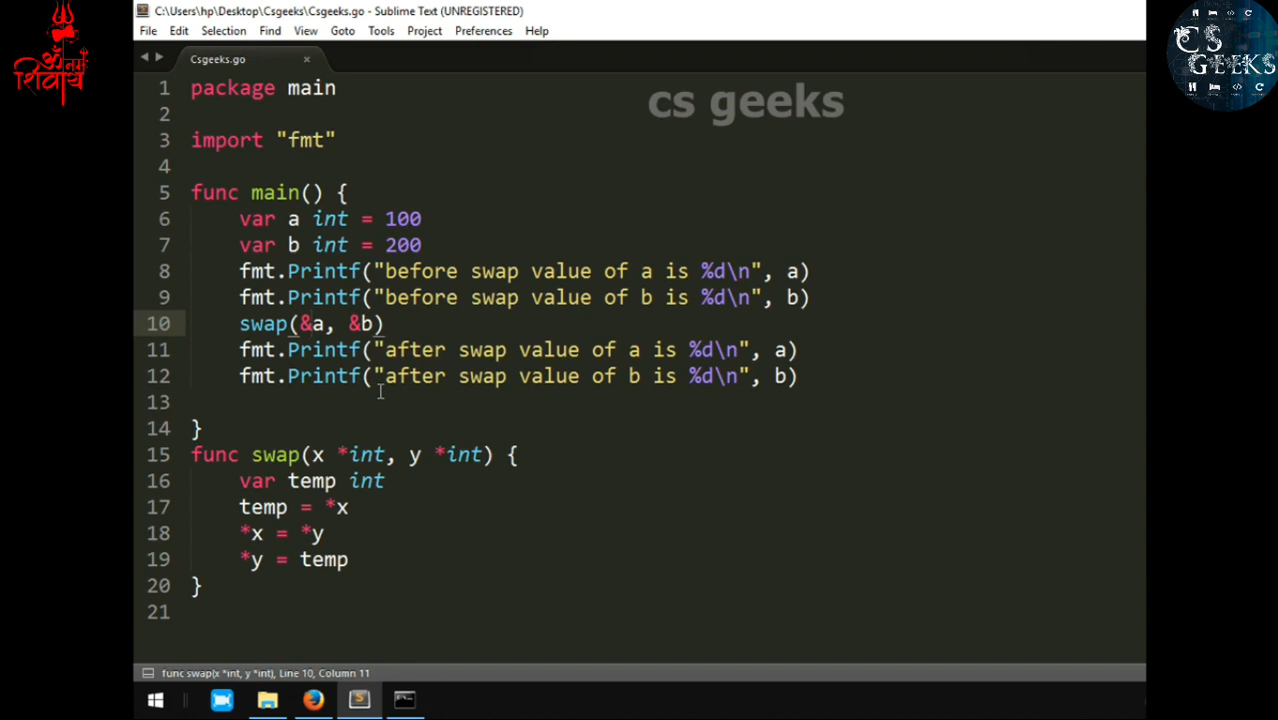 C:\Users\hp\Desktop\Csgeeks\Csgeeks.go - Sublime Text (UNREGISTERED)
File Edit Selection Find View Goto Tools Project Preferences Help
Csgeeks.go ×
ॐ नमः
शिवाय
CS
GEEKS
cs geeks
1 package main
2
3 import "fmt"
4
5 func main() {
6 var a int = 100
7 var b int = 200
8 fmt.Printf("before swap value of a is %d\n", a)
9 fmt.Printf("before swap value of b is %d\n", b)
10 swap(&a, &b)
11 fmt.Printf("after swap value of a is %d\n", a)
12 fmt.Printf("after swap value of b is %d\n", b)
13
14 }
15 func swap(x *int, y *int) {
16 var temp int
17 temp = *x
18 *x = *y
19 *y = temp
20 }
21
func swap(x *int, y *int), Line 10, Column 11